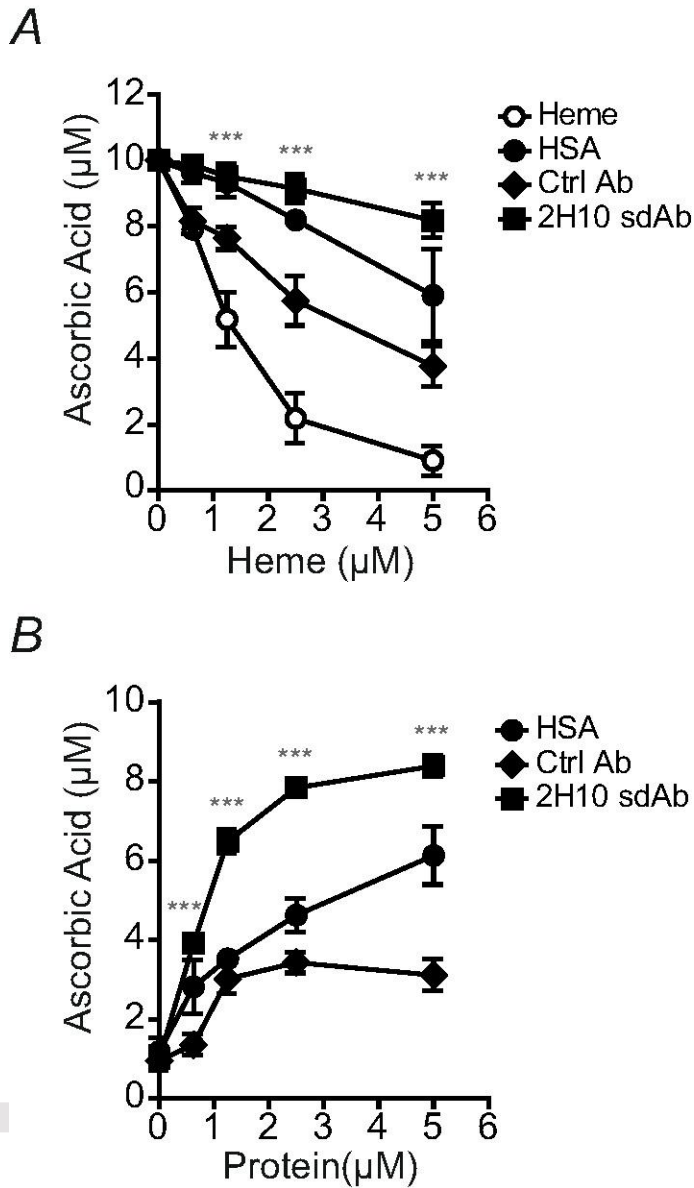 A
12
10
8
6
4
2
0
Ascorbic Acid (µM)
***
***
***
Heme
HSA
Ctrl Ab
2H10 sdAb
0 1 2 3 4 5 6
Heme (µM)
B
10
8
6
4
2
0
Ascorbic Acid (µM)
***
***
***
***
HSA
Ctrl Ab
2H10 sdAb
0 1 2 3 4 5 6
Protein(µM)